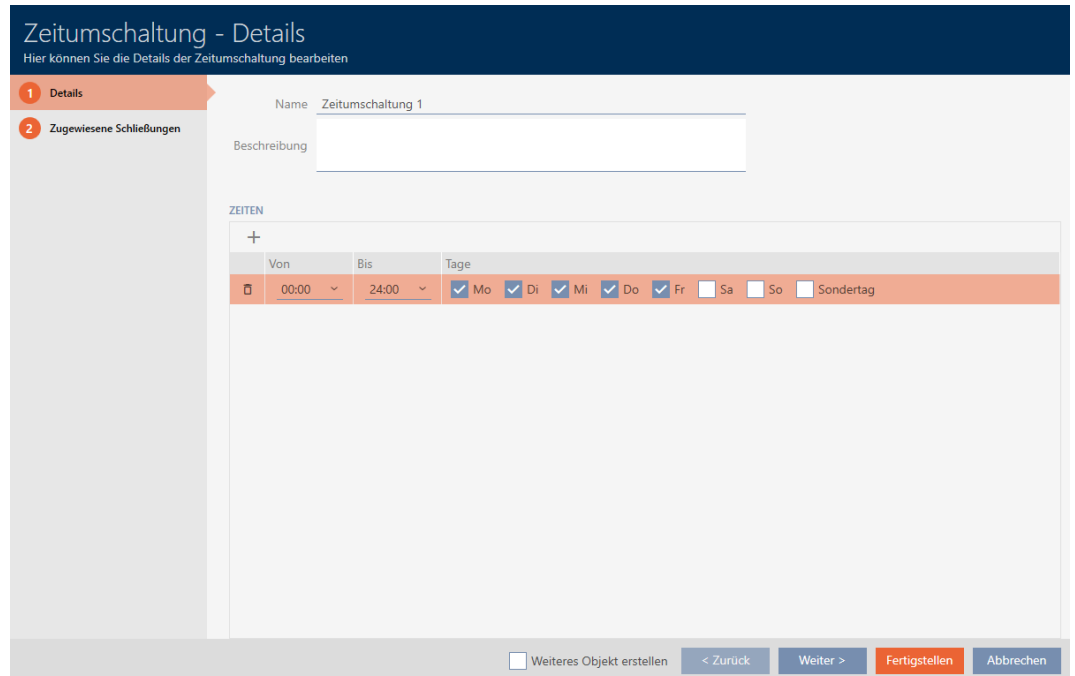 Zeitumschaltung - Details
Hier können Sie die Details der Zeitumschaltung bearbeiten
1 Details
2 Zugewiesene Schließungen
Name Zeitumschaltung 1
Beschreibung
ZEITEN
+
Von Bis Tage
00:00 24:00 Mo Di Mi Do Fr Sa So Sondertag
Weiteres Objekt erstellen < Zurück Weiter > Fertigstellen Abbrechen